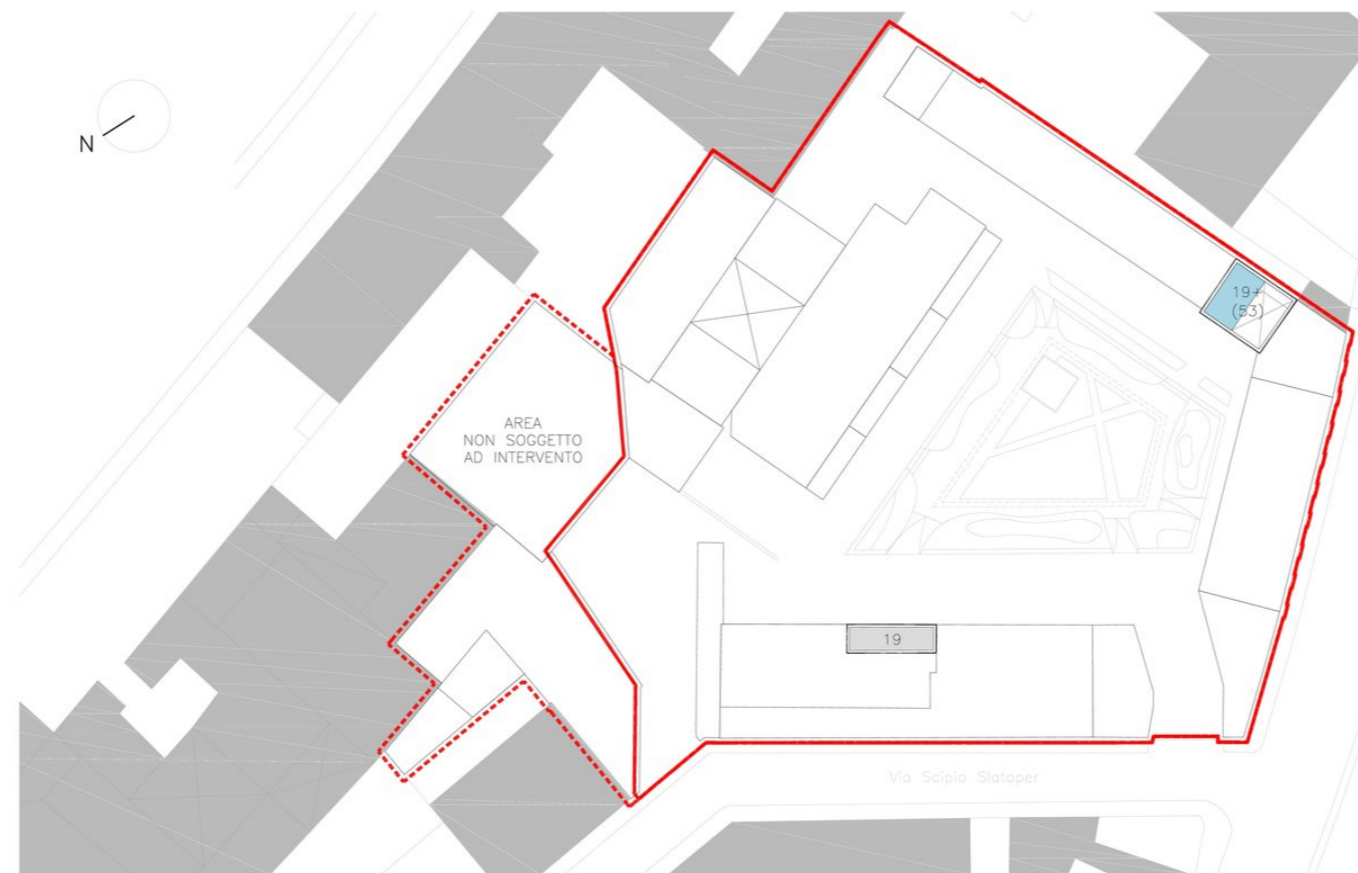 N
19+
(53)
AREA
NON SOGGETTO
AD INTERVENTO
19
Via Scipio Slataper